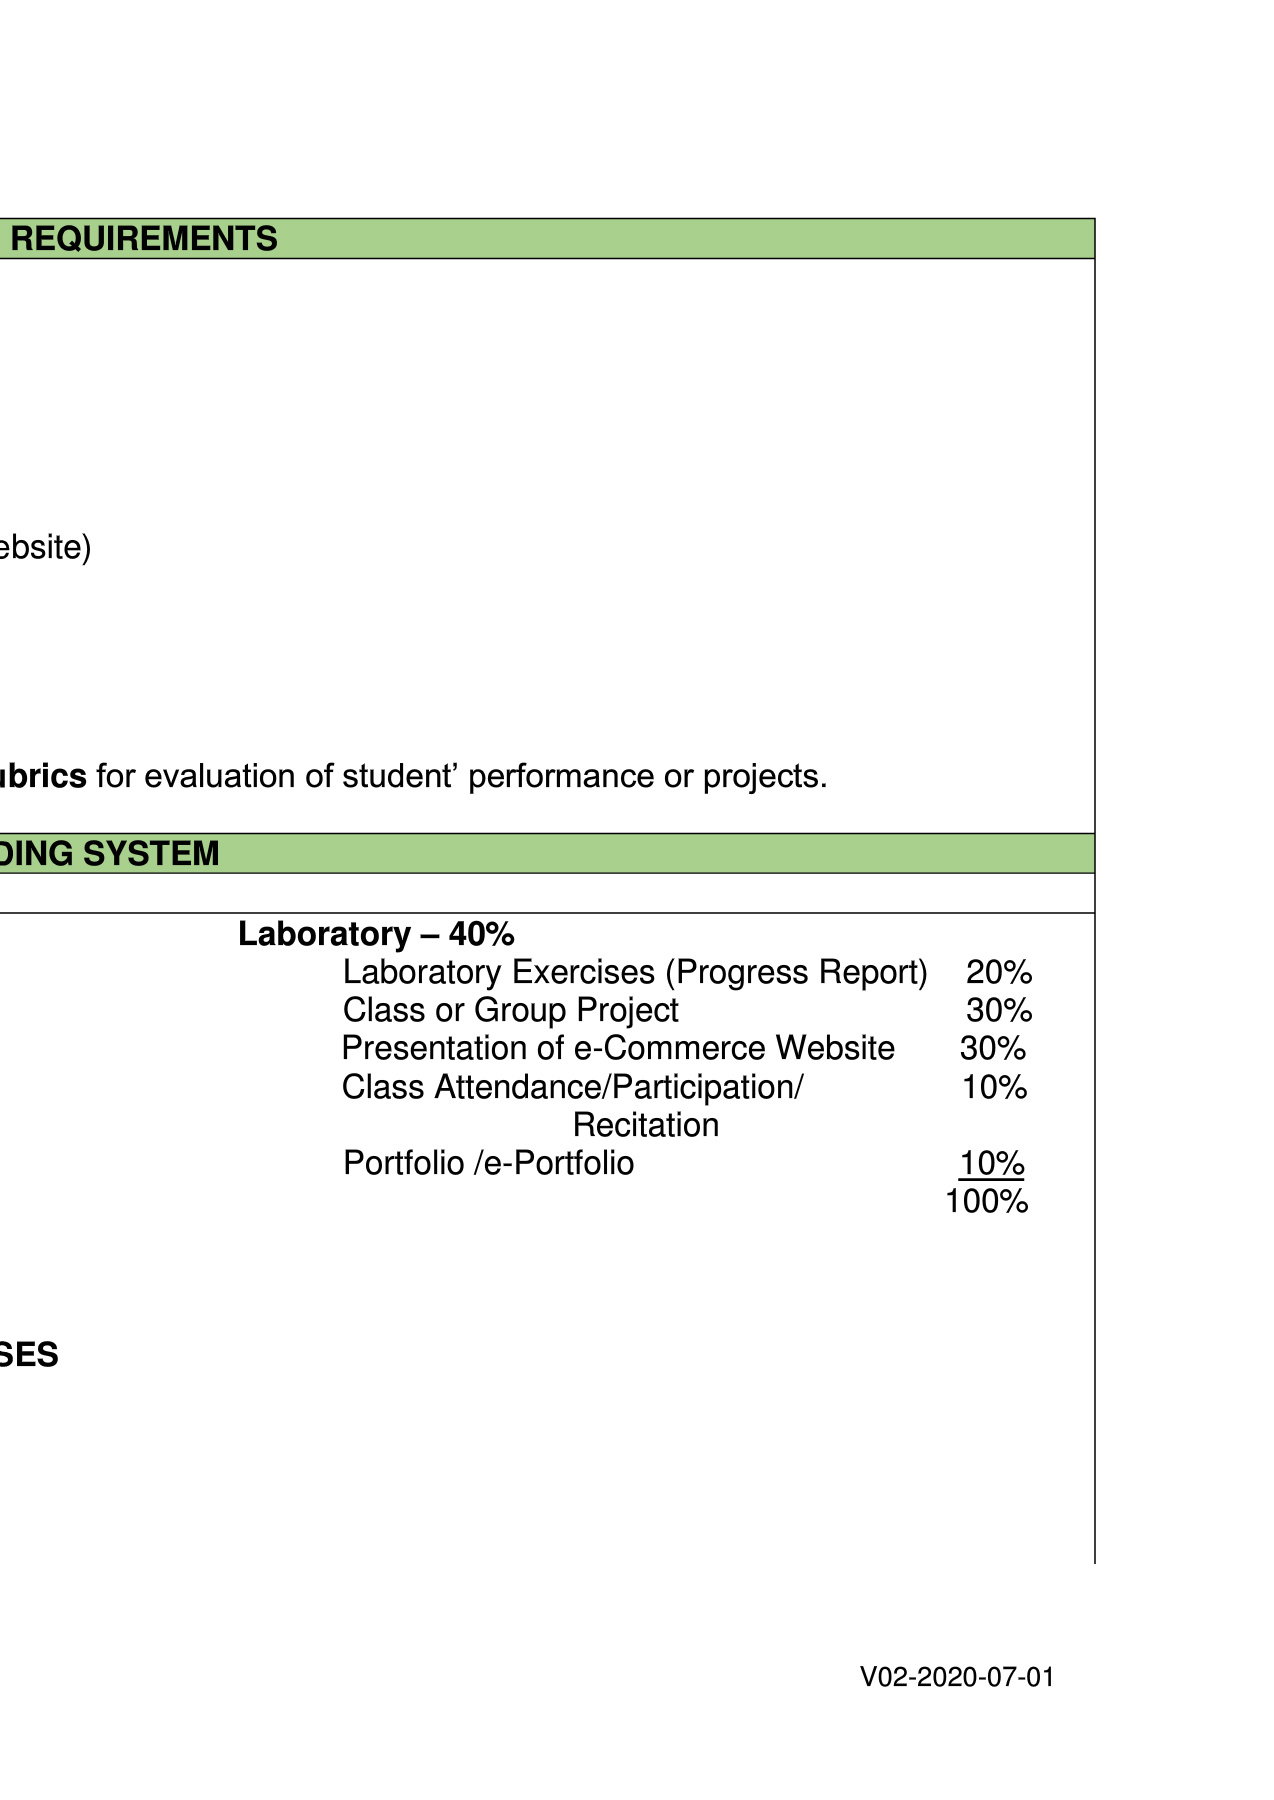 REQUIREMENTS
ebsite)
ubrics for evaluation of student’ performance or projects.
DING SYSTEM
Laboratory – 40%
Laboratory Exercises (Progress Report) 20%
Class or Group Project 30%
Presentation of e-Commerce Website 30%
Class Attendance/Participation/ 10%
Recitation
Portfolio /e-Portfolio 10%
100%
SES
V02-2020-07-01